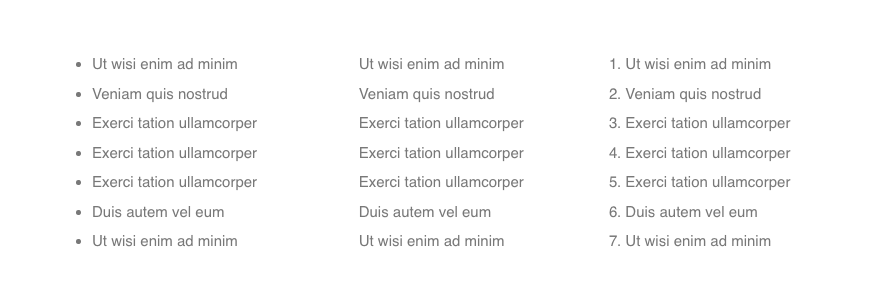 • Ut wisi enim ad minim
• Veniam quis nostrud
• Exerci tation ullamcorper
• Exerci tation ullamcorper
• Exerci tation ullamcorper
• Duis autem vel eum
• Ut wisi enim ad minim
Ut wisi enim ad minim
Veniam quis nostrud
Exerci tation ullamcorper
Exerci tation ullamcorper
Exerci tation ullamcorper
Duis autem vel eum
Ut wisi enim ad minim
1. Ut wisi enim ad minim
2. Veniam quis nostrud
3. Exerci tation ullamcorper
4. Exerci tation ullamcorper
5. Exerci tation ullamcorper
6. Duis autem vel eum
7. Ut wisi enim ad minim